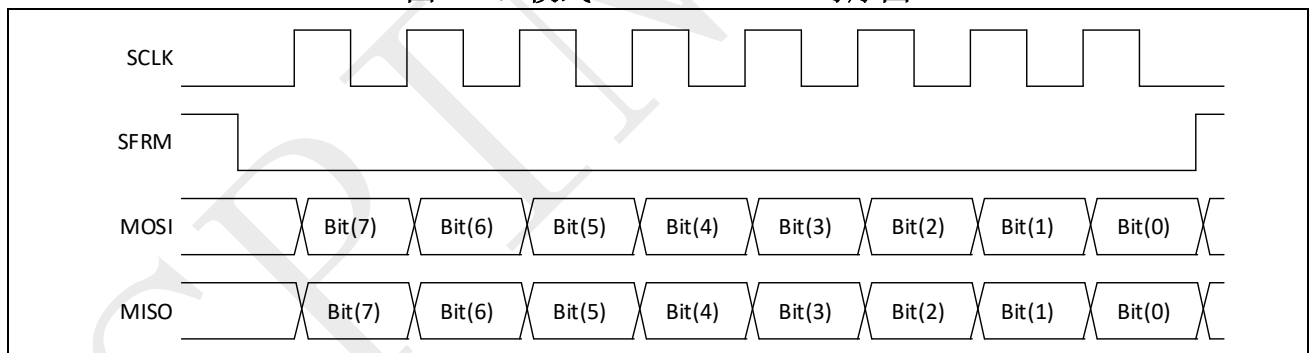 SCLK
SFRM
MOSI Bit(7) Bit(6) Bit(5) Bit(4) Bit(3) Bit(2) Bit(1) Bit(0)
MISO Bit(7) Bit(6) Bit(5) Bit(4) Bit(3) Bit(2) Bit(1) Bit(0)
SPIN